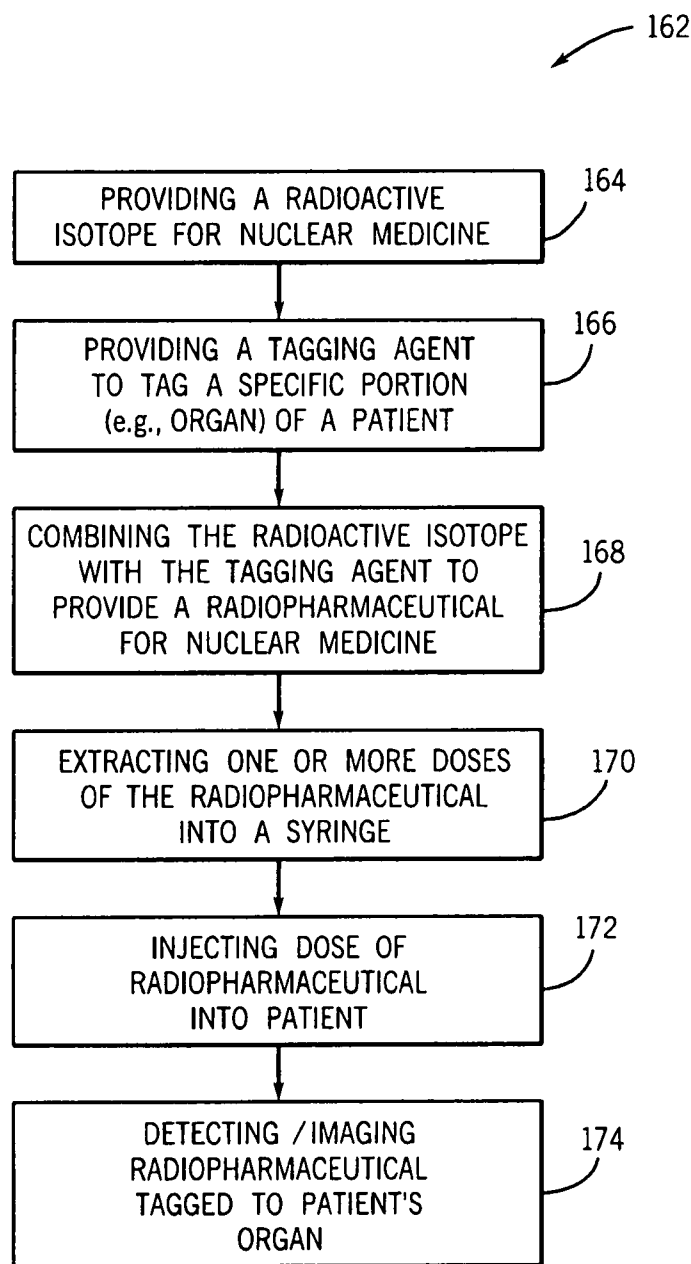 162
PROVIDING A RADIOACTIVE
ISOTOPE FOR NUCLEAR MEDICINE
164
PROVIDING A TAGGING AGENT
TO TAG A SPECIFIC PORTION
(e.g., ORGAN) OF A PATIENT
166
COMBINING THE RADIOACTIVE ISOTOPE
WITH THE TAGGING AGENT TO
PROVIDE A RADIOPHARMACEUTICAL
FOR NUCLEAR MEDICINE
168
EXTRACTING ONE OR MORE DOSES
OF THE RADIOPHARMACEUTICAL
INTO A SYRINGE
170
INJECTING DOSE OF
RADIOPHARMACEUTICAL
INTO PATIENT
172
DETECTING / IMAGING
RADIOPHARMACEUTICAL
TAGGED TO PATIENT'S
ORGAN
174